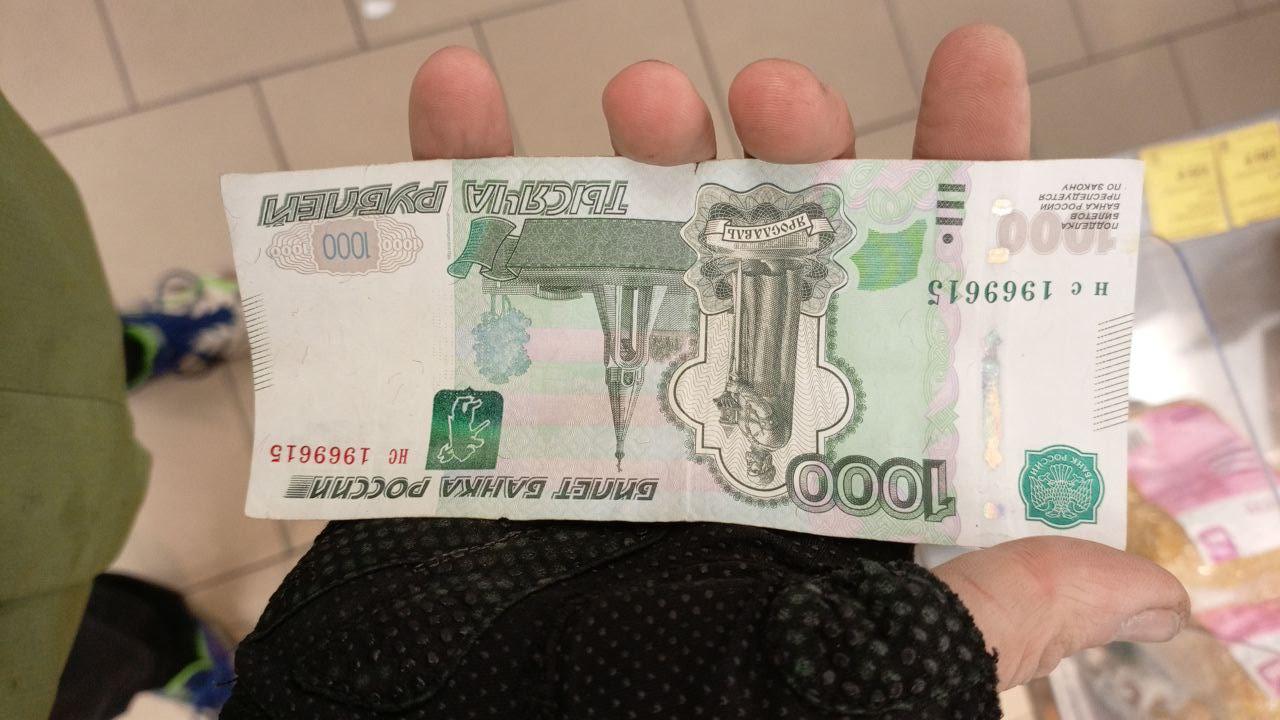 БАНК РОССИИ
1000
БИЛЕТ БАНКА РОССИИ
нс 1969615
нс 1969615
1000
ПОДДЕЛКА
БИЛЕТОВ
БАНКА РОССИИ
ПРЕСЛЕДУЕТСЯ
ПО ЗАКОНУ
ЯРОСЛАВЛЬ
ТЫСЯЧА РУБЛЕЙ
1000 1000 1000